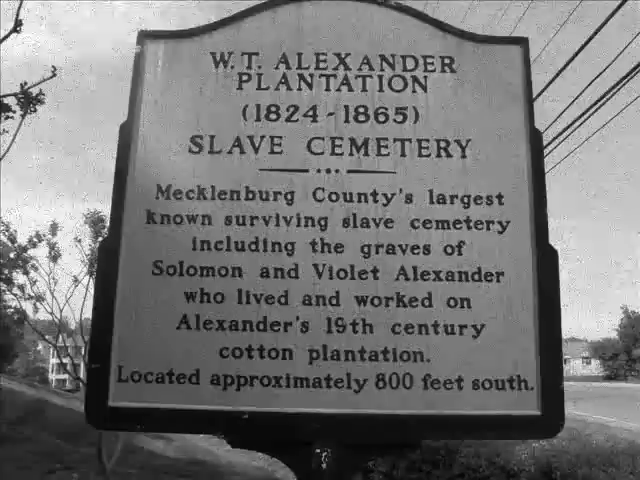 W.T. ALEXANDER
PLANTATION
(1824-1865)
SLAVE CEMETERY
Mecklenburg County's largest
known surviving slave cemetery
including the graves of
Solomon and Violet Alexander
who lived and worked on
Alexander's 19th century
cotton plantation.
Located approximately 800 feet south.